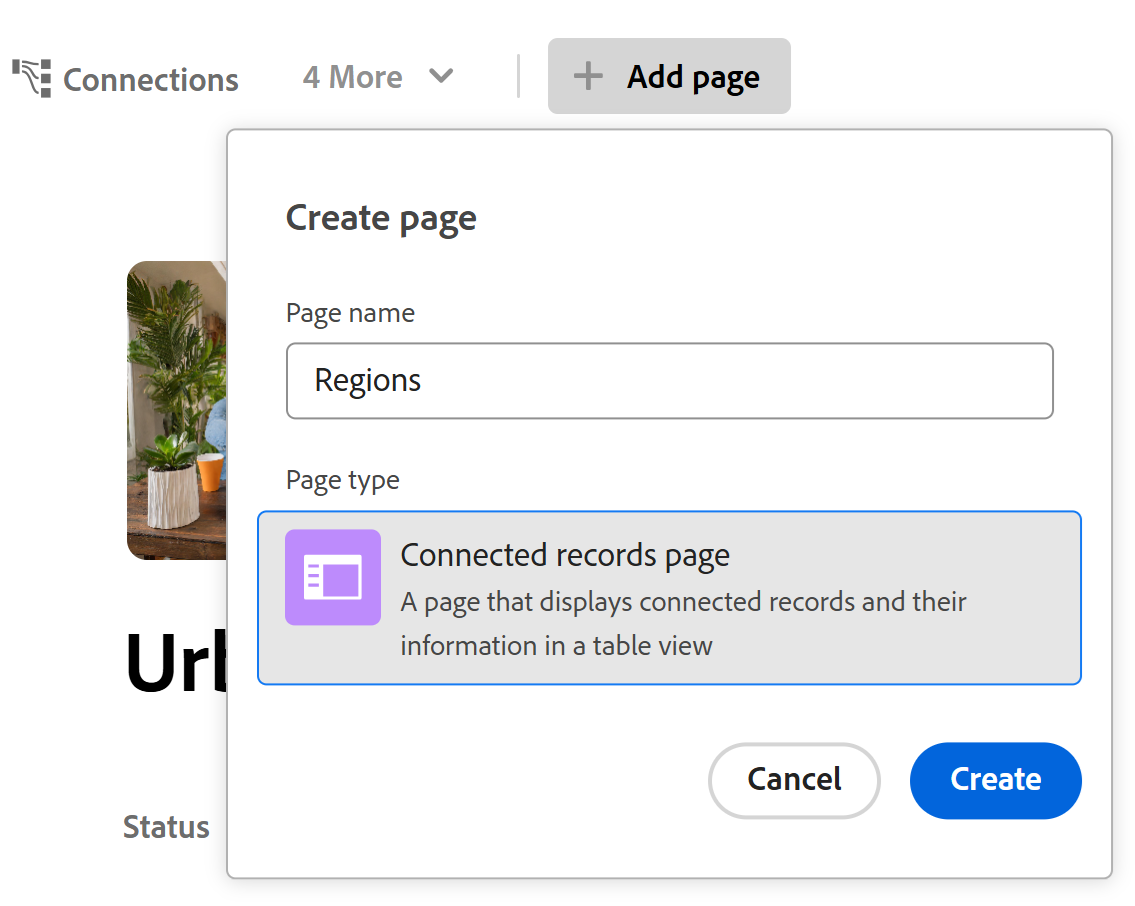 Connections 4 More Add page
Create page
Page name
Regions
Page type
Connected records page
A page that displays connected records and their
information in a table view
Cancel Create
Status